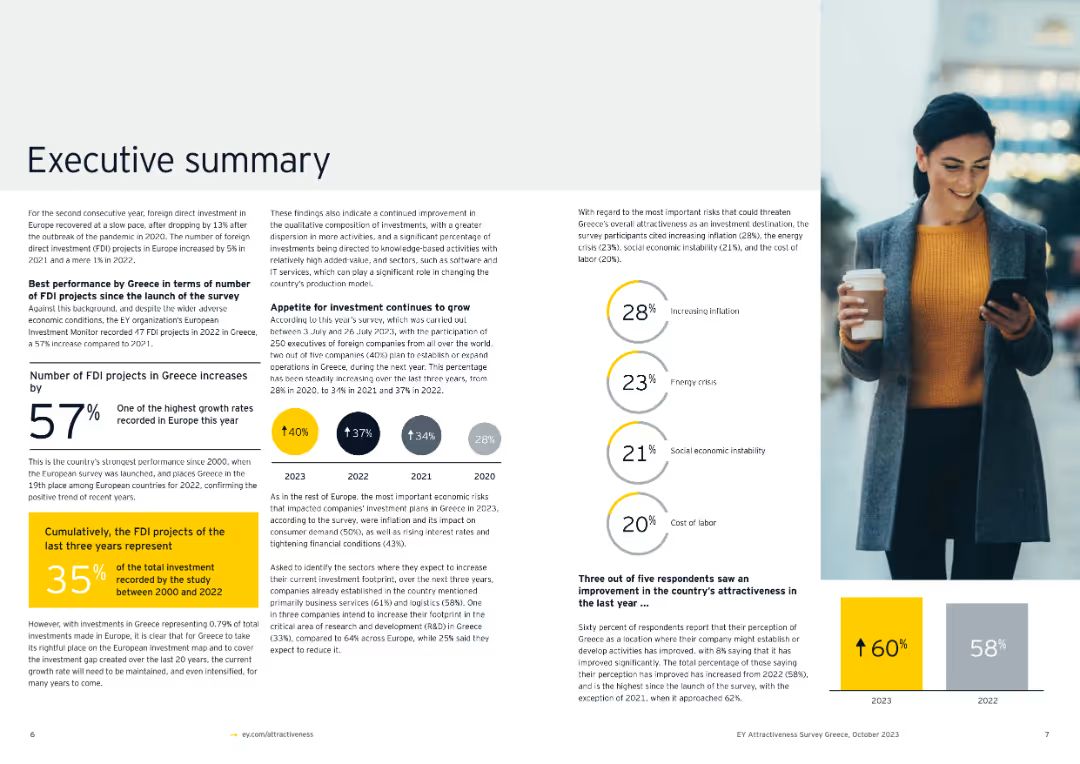 Executive summary
For the second consecutive year, foreign direct investment in
Europe recovered at a slow pace, after dropping by 13% after
the outbreak of the pandemic in 2020. The number of foreign
direct investment (FDI) projects in Europe increased by 5% in
2021 and a mere 1% in 2022.
Best performance by Greece in terms of number
of FDI projects since the launch of the survey
Against this background, and despite the wider adverse
economic conditions, the EY organization's European
Investment Monitor recorded 47 FDI projects in 2022 in Greece,
a 57% increase compared to 2021.
Number of FDI projects in Greece increases
by
57%
One of the highest growth rates
recorded in Europe this year
This is the country's strongest performance since 2000, when
the European survey was launched, and places Greece in the
19th place among European countries for 2022, confirming the
positive trend of recent years.
Cumulatively, the FDI projects of the
last three years represent
35%
of the total investment
recorded by the study
between 2000 and 2022
However, with investments in Greece representing 0.79% of total
investments made in Europe, it is clear that for Greece to take
its rightful place on the European investment map and to cover
the investment gap created over the last 20 years, the current
growth rate will need to be maintained, and even intensified, for
many years to come.
These findings also indicate a continued improvement in
the qualitative composition of investments, with a greater
dispersion in more activities, and a significant percentage of
investments being directed to knowledge-based activities with
relatively high added-value, and sectors, such as software and
IT services, which can play a significant role in changing the
country's production model.
Appetite for investment continues to grow
According to this year's survey, which was carried out
between 3 July and 26 July 2023, with the participation of
250 executives of foreign companies from all over the world,
two out of five companies (40%) plan to establish or expand
operations in Greece, during the next year. This percentage
has been steadily increasing over the last three years, from
28% in 2020, to 34% in 2021 and 37% in 2022.
40%
37%
34%
28%
2023
2022
2021
2020
As in the rest of Europe, the most important economic risks
that impacted companies' investment plans in Greece in 2023,
according to the survey, were inflation and its impact on
consumer demand (50%), as well as rising interest rates and
tightening financial conditions (43%).
Asked to identify the sectors where they expect to increase
their current investment footprint, over the next three years,
companies already established in the country mentioned
primarily business services (61%) and logistics (58%). One
in three companies intend to increase their footprint in the
critical area of research and development (R&D) in Greece
(33%), compared to 64% across Europe, while 25% said they
expect to reduce it.
With regard to the most important risks that could threaten
Greece's overall attractiveness as an investment destination, the
survey participants cited increasing inflation (28%), the energy
crisis (23%), social economic instability (21%), and the cost of
labor (20%).
28% Increasing inflation
23% Energy crisis
21% Social economic instability
20% Cost of labor
Three out of five respondents saw an
improvement in the country's attractiveness in
the last year ...
Sixty percent of respondents report that their perception of
Greece as a location where their company might establish or
develop activities has improved, with 8% saying that it has
improved significantly. The total percentage of those saying
their perception has improved has increased from 2022 (58%),
and is the highest since the launch of the survey, with the
exception of 2021, when it approached 62%.
60%
58%
2023
2022
6
ey.com/attractiveness
EY Attractiveness Survey Greece, October 2023
7